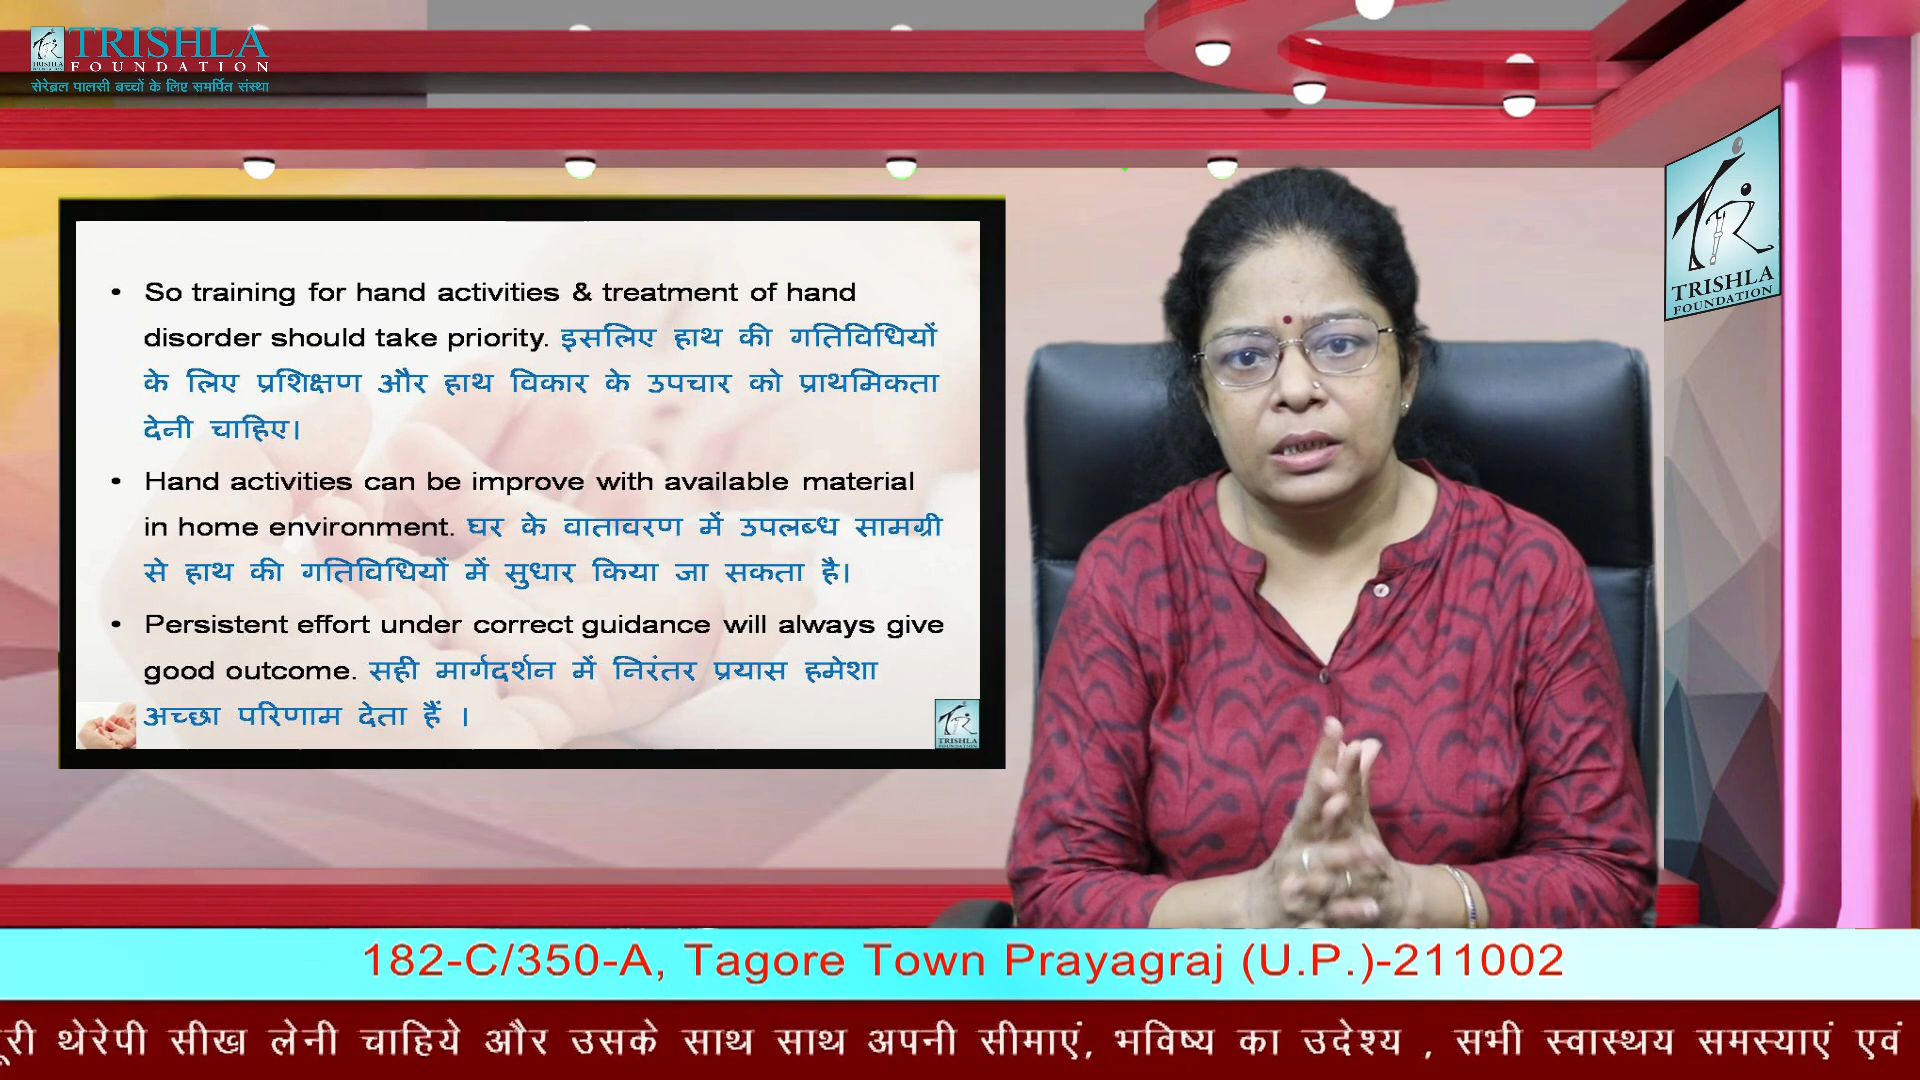 TRISHLA
FOUNDATION
सेरेब्रल पालसी बच्चों के लिए समर्पित संस्था
TRISHLA
FOUNDATION
• So training for hand activities & treatment of hand
disorder should take priority. इसलिए हाथ की गतिविधियों
के लिए प्रशिक्षण और हाथ विकार के उपचार को प्राथमिकता
देनी चाहिए।
• Hand activities can be improve with available material
in home environment. घर के वातावरण में उपलब्ध सामग्री
से हाथ की गतिविधियों में सुधार किया जा सकता है।
• Persistent effort under correct guidance will always give
good outcome. सही मार्गदर्शन में निरंतर प्रयास हमेशा
अच्छा परिणाम देता हैं ।
TRISHLA
182-C/350-A, Tagore Town Prayagraj (U.P.)-211002
थेरेपी सीख लेनी चाहिये और उसके साथ साथ अपनी सीमाएं, भविष्य का उदेश्य , सभी स्वास्थय समस्याएं एवं